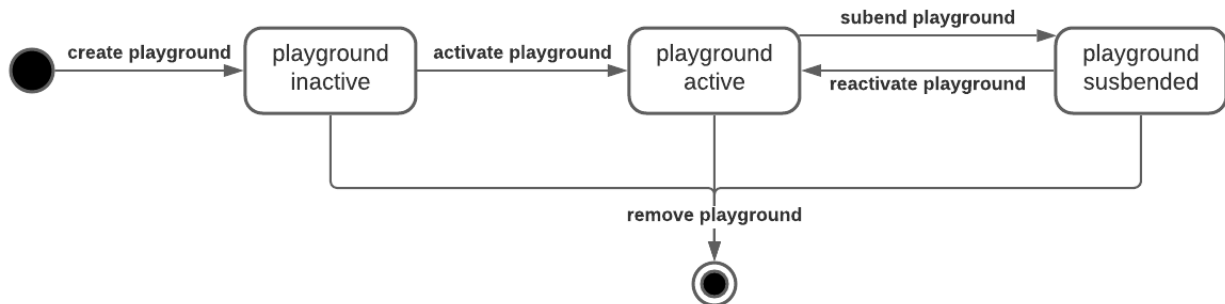 create playground
playground
inactive
activate playground
playground
active
subend playground
reactivate playground
playground
susbended
remove playground